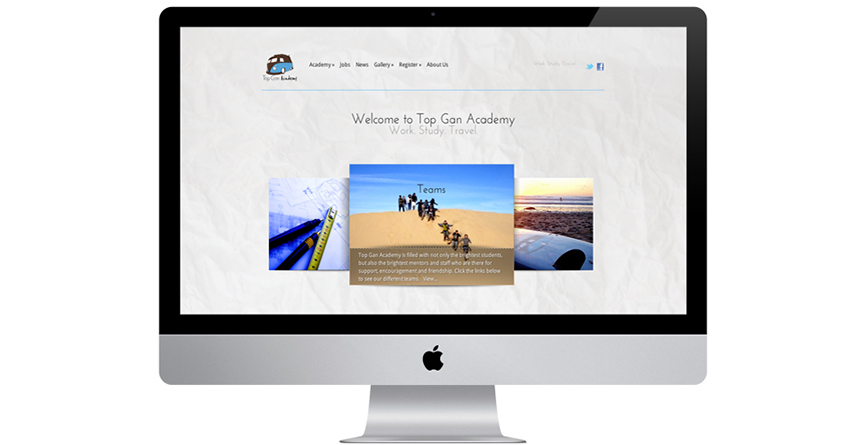 Top Gan Academy
Academy » Jobs News Gallery » Register » About Us
Work. Study. Travel.
Welcome to Top Gan Academy
Work. Study. Travel.
Teams
Top Gan Academy is filled with not only the brightest students,
but also the brightest mentors and staff who are there for
support, encouragement and friendship. Click the links below
to see our different teams. View...